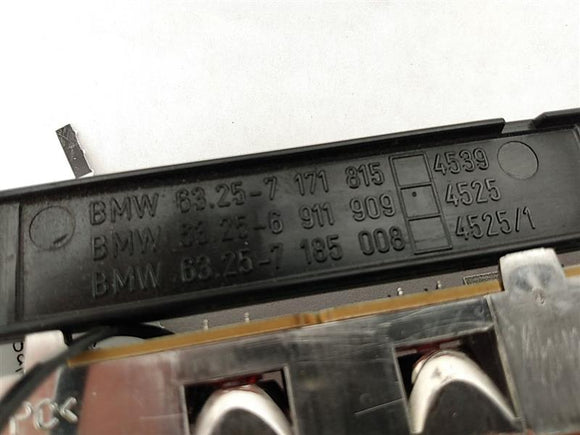 BMW 63.25-7 171 815 4539
BMW 63.25-6 911 909 4525
BMW 63.25-7 185 008 4525/1